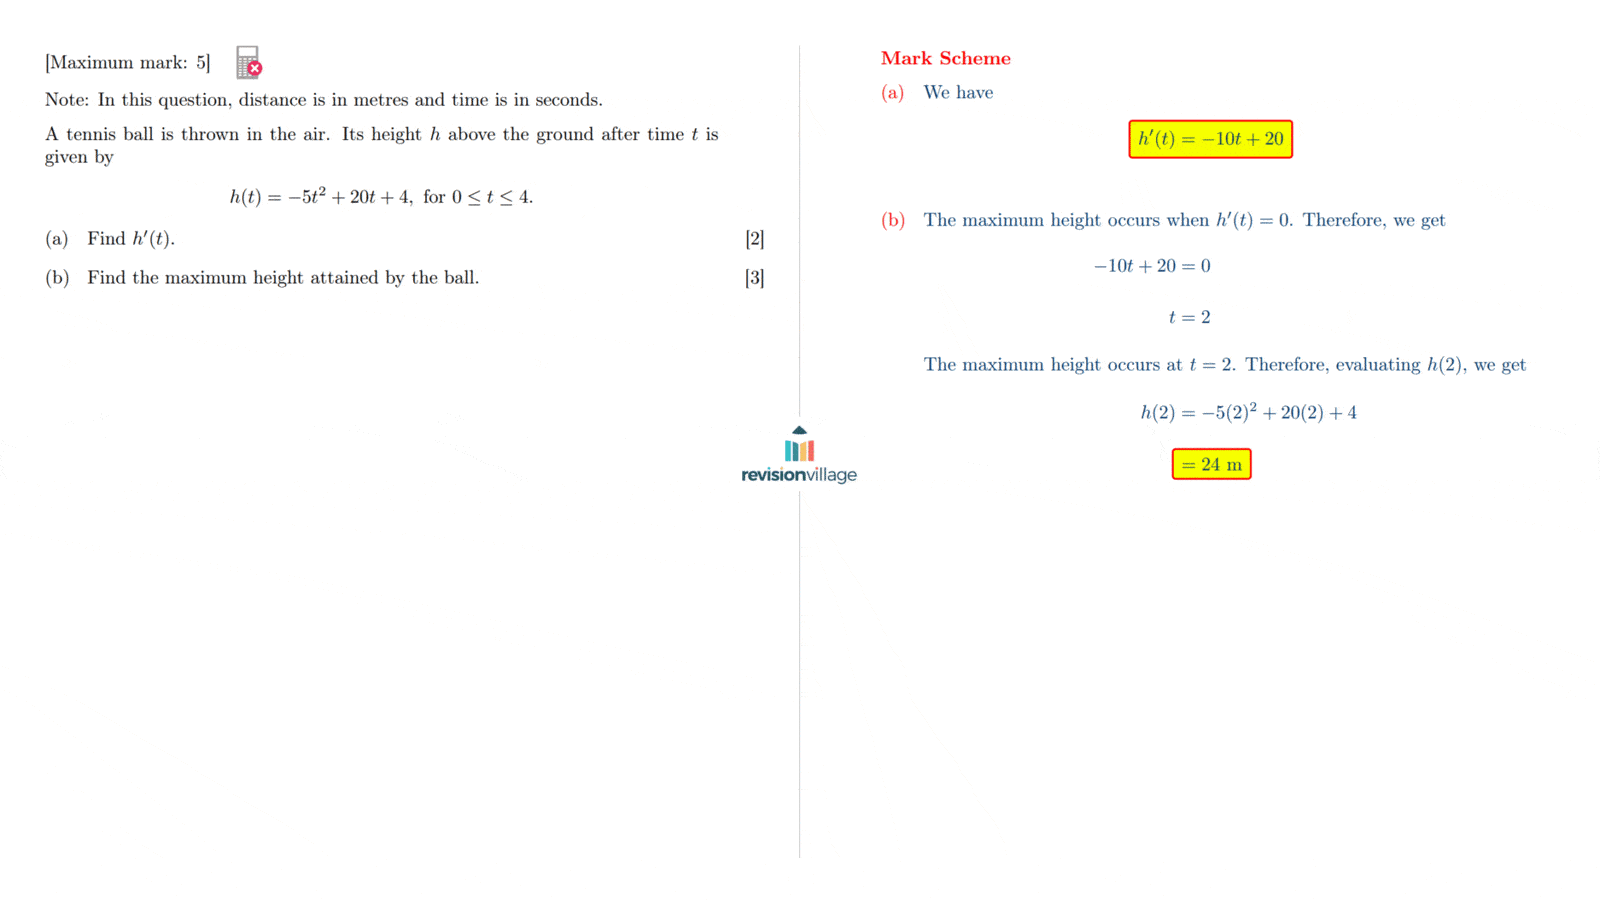 [Maximum mark: 5]
Note: In this question, distance is in metres and time is in seconds.
A tennis ball is thrown in the air. Its height h above the ground after time t is
given by
h(t) = −5t² + 20t + 4, for 0 ≤ t ≤ 4.
(a) Find h′(t). [2]
(b) Find the maximum height attained by the ball. [3]
revisionvillage
Mark Scheme
(a) We have
h′(t) = −10t + 20
(b) The maximum height occurs when h′(t) = 0. Therefore, we get
−10t + 20 = 0
t = 2
The maximum height occurs at t = 2. Therefore, evaluating h(2), we get
h(2) = −5(2)² + 20(2) + 4
= 24 m